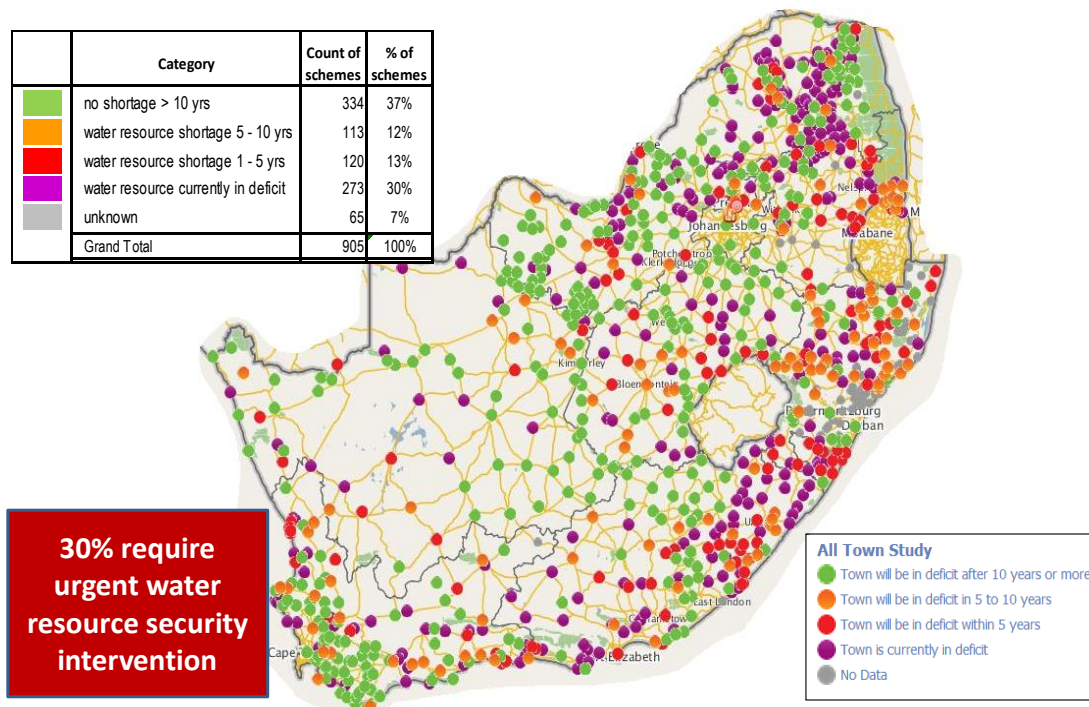 Category Count of schemes % of schemes
no shortage > 10 yrs 334 37%
water resource shortage 5 - 10 yrs 113 12%
water resource shortage 1 - 5 yrs 120 13%
water resource currently in deficit 273 30%
unknown 65 7%
Grand Total 905 100%
Nelsp
Johannesburg
Mbabane
M
Potchefstroo
Klerksdorp
We
Kimberley
Bloemfontein
Durban
East London
Cape
Elizabeth
30% require
urgent water
resource security
intervention
All Town Study
Town will be in deficit after 10 years or more
Town will be in deficit in 5 to 10 years
Town will be in deficit within 5 years
Town is currently in deficit
No Data